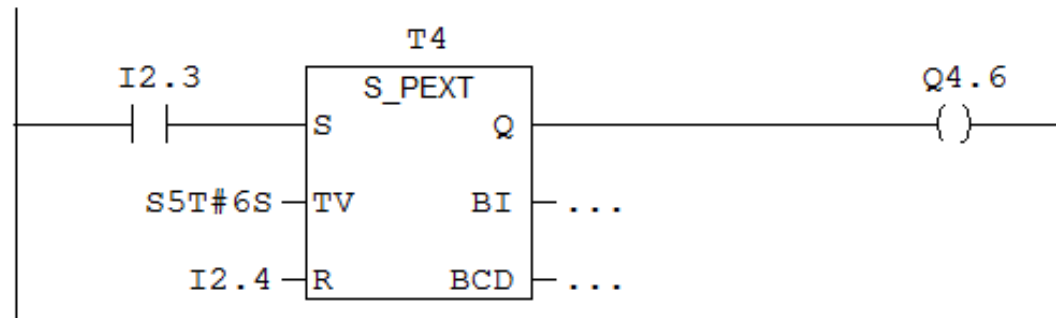 T4
I2.3
S_PEXT
Q4.6
S
Q
S5T#6S
TV
BI
...
I2.4
R
BCD
...